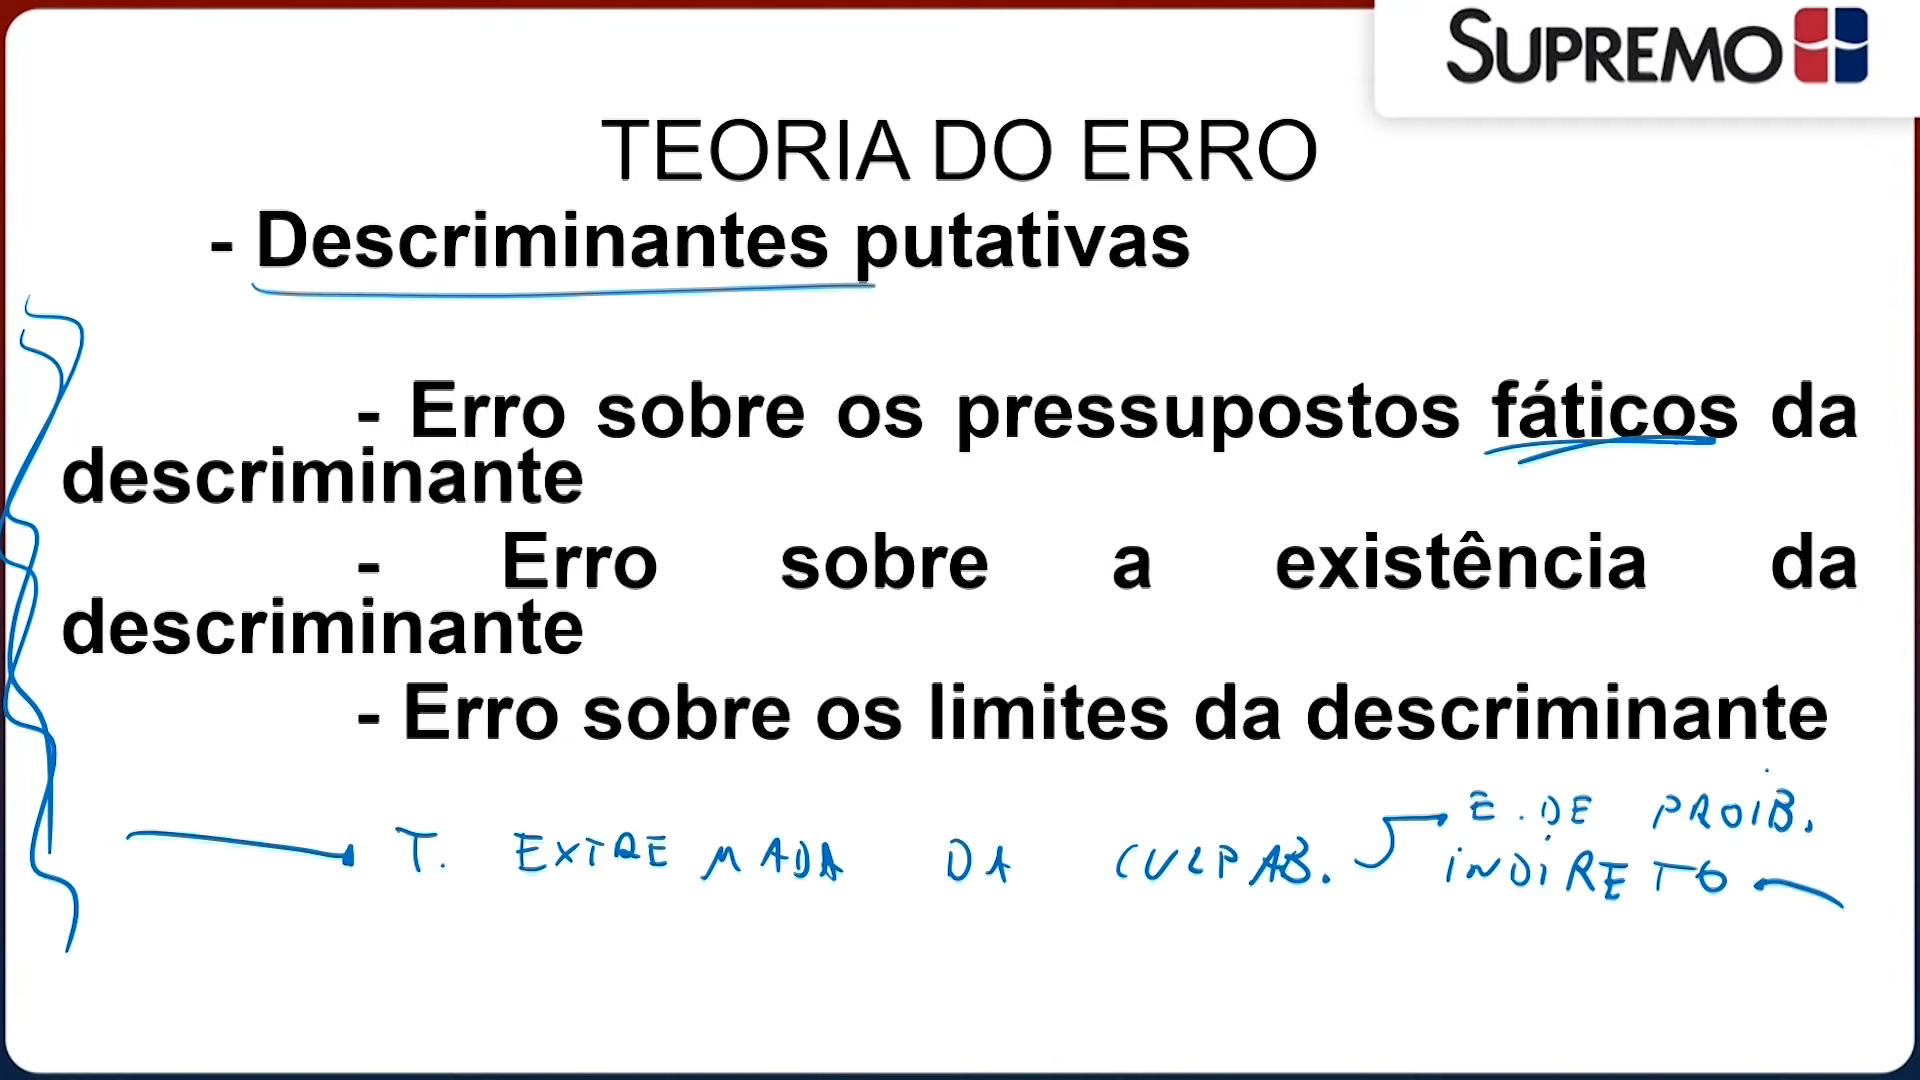 SUPREMO
TEORIA DO ERRO
- Descriminantes putativas
- Erro sobre os pressupostos fáticos da
descriminante
- Erro sobre a existência da
descriminante
- Erro sobre os limites da descriminante
T. EXTREMADA DA CULPAB.
E. DE PROIB.
INDIRETO